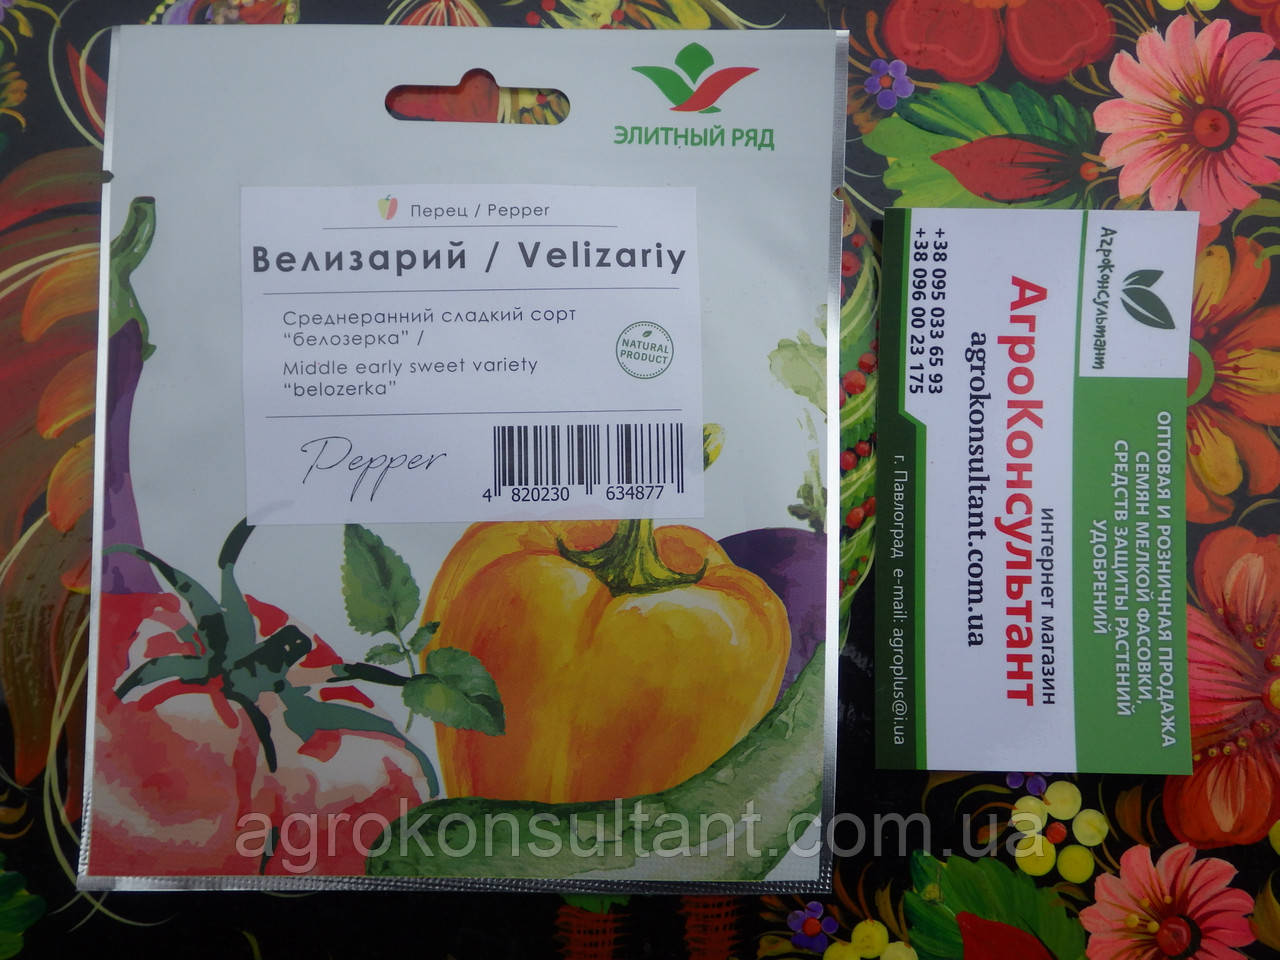 ЭЛИТНЫЙ РЯД
Перец / Pepper
Велизарий / Velizariy
Среднеранний сладкий сорт
“белозерка” /
Middle early sweet variety
“belozerka”
NATURAL
PRODUCT
Pepper
4 820230 634877
АгроКонсультант
ОПТОВАЯ И РОЗНИЧНАЯ ПРОДАЖА
СЕМЯН МЕЛКОЙ ФАСОВКИ,
СРЕДСТВ ЗАЩИТЫ РАСТЕНИЙ
УДОБРЕНИЙ
интернет магазин
АгроКонсультант
agrokonsultant.com.ua
+38 095 033 65 93
+38 096 00 23 175
г. Павлоград e-mail: agroplus@i.ua
agrokonsultant.com.ua